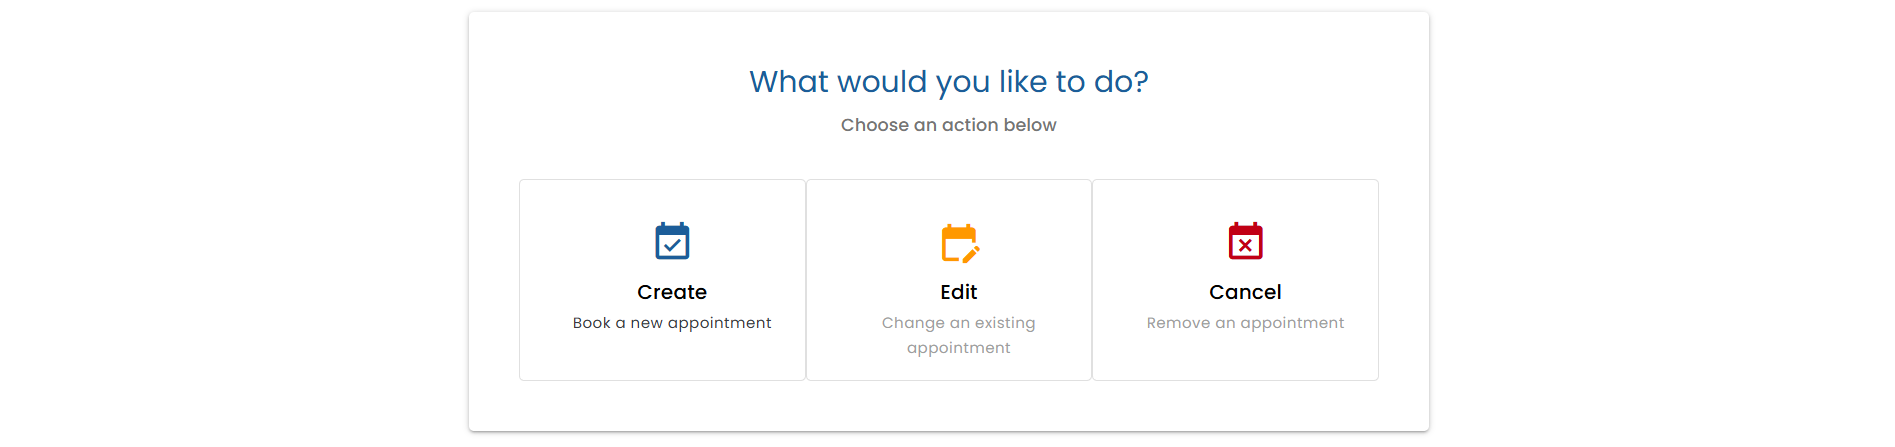 What would you like to do?
Choose an action below
Create
Book a new appointment
Edit
Change an existing
appointment
Cancel
Remove an appointment